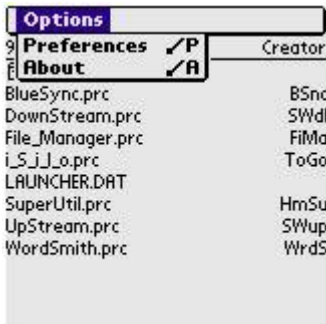 Options
Preferences ⁄P
About ⁄A
Creator
BlueSync.prc BSnc
DownStream.prc SWdl
File_Manager.prc FiMa
i_S_i_l_o.prc ToGo
LAUNCHER.DAT
SuperUtil.prc HmSu
UpStream.prc SWup
WordSmith.prc WrdS